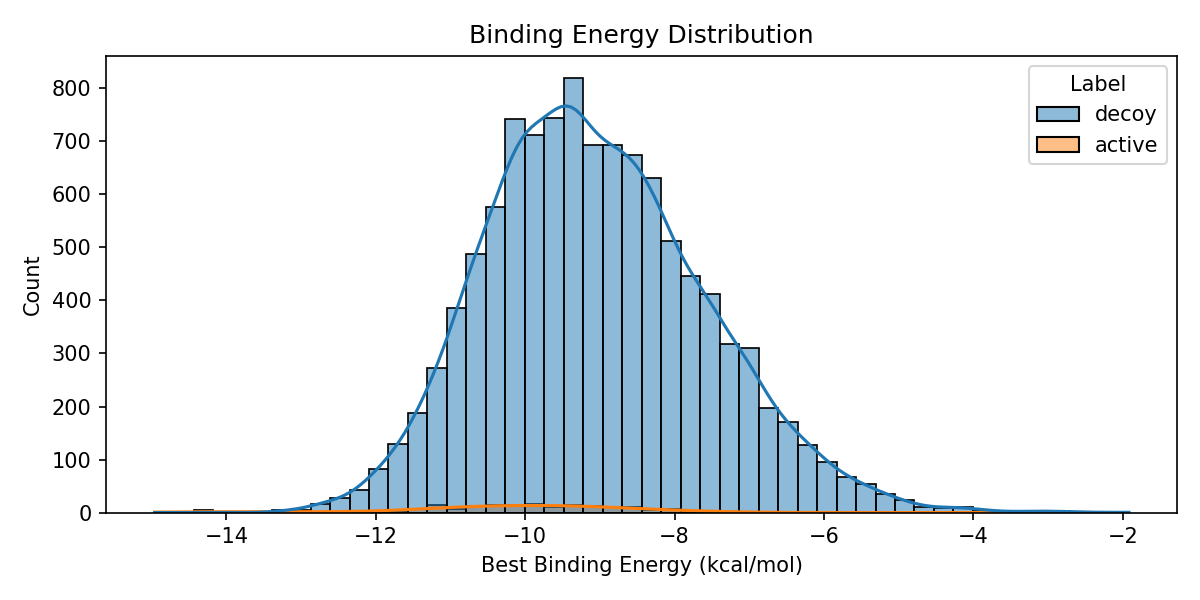 Binding Energy Distribution
Label
decoy
active
Count
800
700
600
500
400
300
200
100
0
−14 −12 −10 −8 −6 −4 −2
Best Binding Energy (kcal/mol)